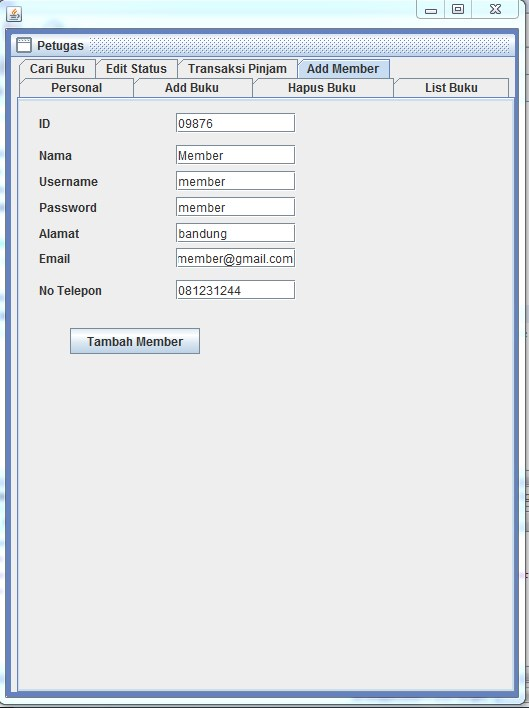 Petugas
Cari Buku Edit Status Transaksi Pinjam Add Member
Personal Add Buku Hapus Buku List Buku
ID 09876
Nama Member
Username member
Password member
Alamat bandung
Email member@gmail.com
No Telepon 081231244
Tambah Member